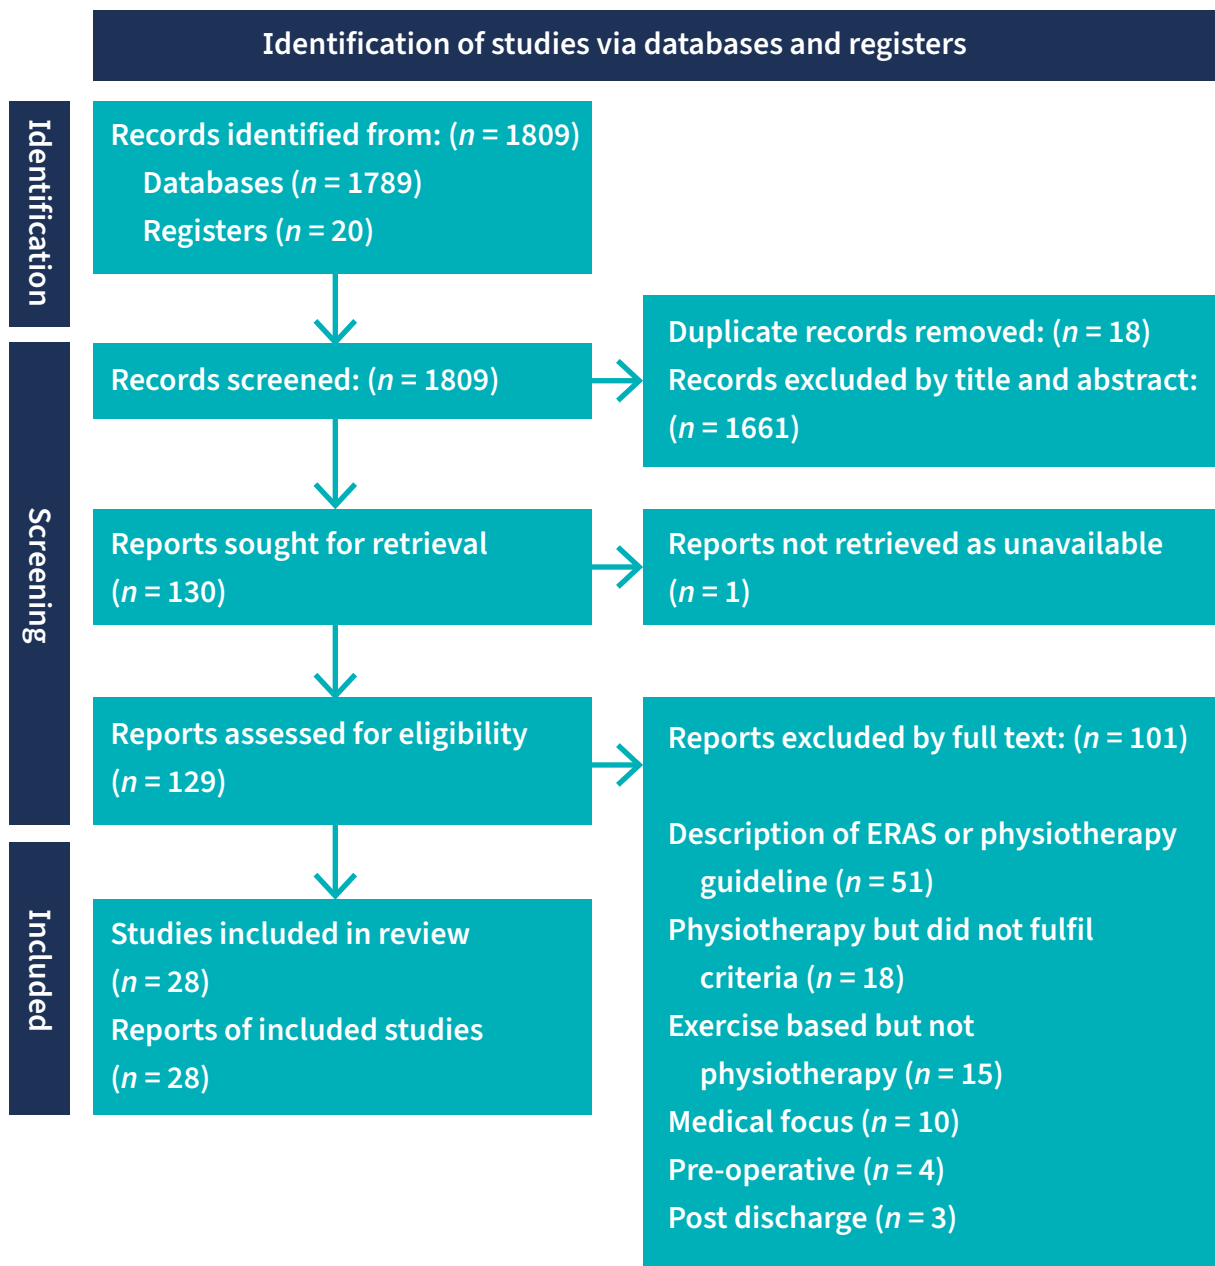 Identification of studies via databases and registers
Identification
Records identified from: (n = 1809)
Databases (n = 1789)
Registers (n = 20)
Screening
Records screened: (n = 1809)
Duplicate records removed: (n = 18)
Records excluded by title and abstract:
(n = 1661)
Reports sought for retrieval
(n = 130)
Reports not retrieved as unavailable
(n = 1)
Reports assessed for eligibility
(n = 129)
Reports excluded by full text: (n = 101)
Description of ERAS or physiotherapy
guideline (n = 51)
Physiotherapy but did not fulfil
criteria (n = 18)
Exercise based but not
physiotherapy (n = 15)
Medical focus (n = 10)
Pre-operative (n = 4)
Post discharge (n = 3)
Included
Studies included in review
(n = 28)
Reports of included studies
(n = 28)